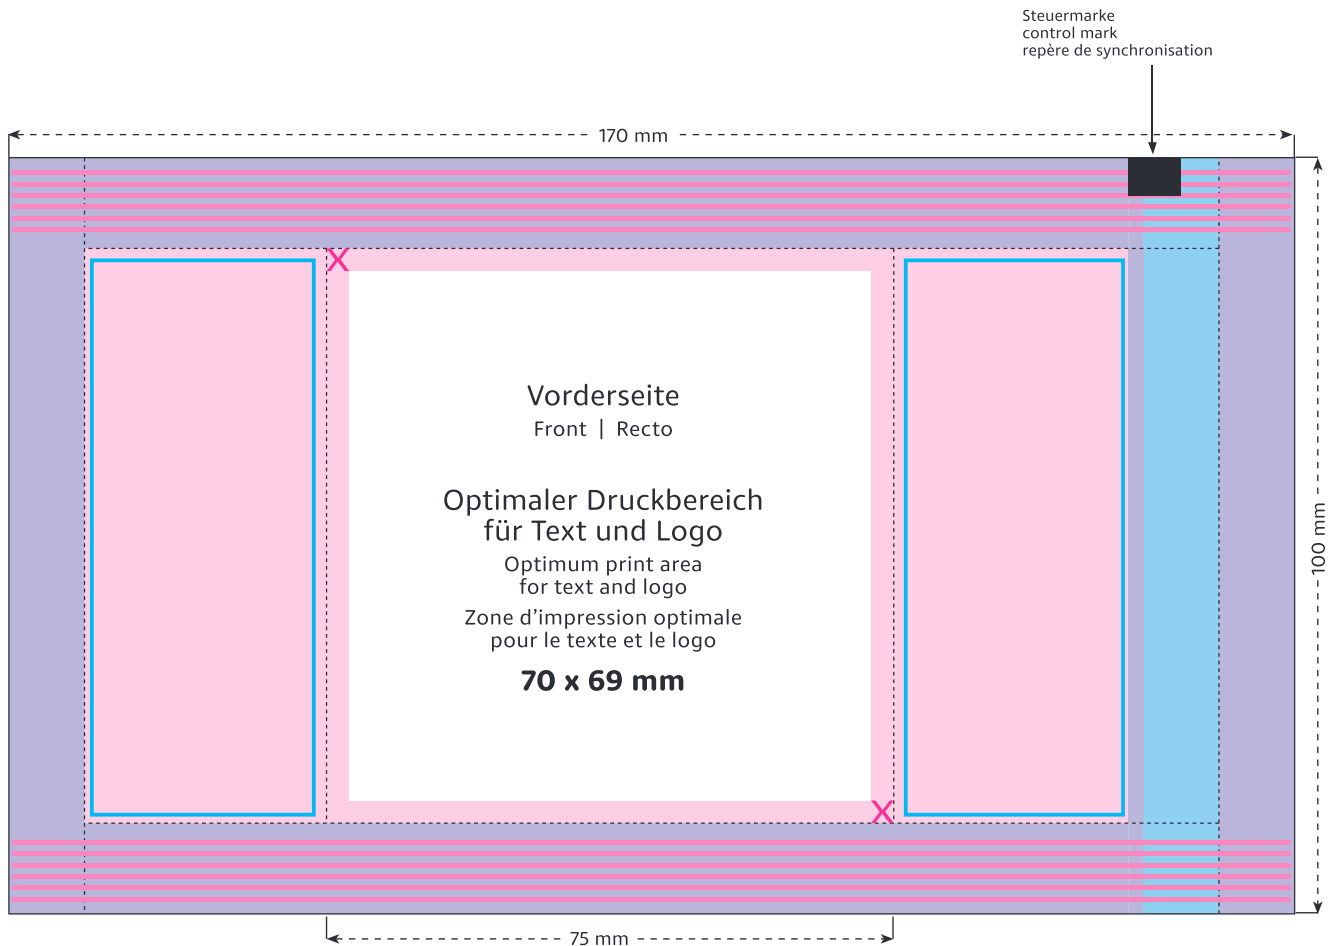 Steuermarke
control mark
repère de synchronisation
170 mm
X
Vorderseite
Front | Recto
Optimaler Druckbereich
für Text und Logo
Optimum print area
for text and logo
Zone d’impression optimale
pour le texte et le logo
70 x 69 mm
100 mm
X
75 mm